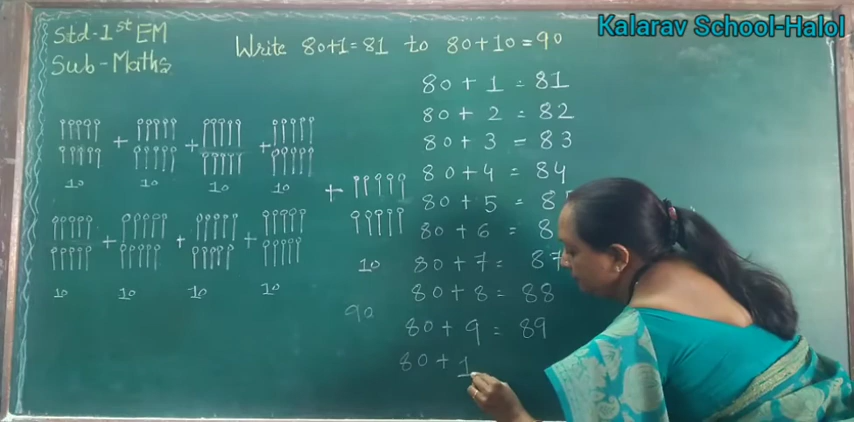 Kalarav School-Halol
Std-1st EM
Sub-Maths
Write 80+1=81 to 80+10=90
80 + 1 = 81
80 + 2 = 82
80 + 3 = 83
80 + 4 = 84
80 + 5 =
80 + 6 =
80 + 7 = 87
80 + 8 = 88
80 + 9 = 89
80 + 1
+ + +
10 10 10 10
+
10
+ + +
10 10 10 10
90